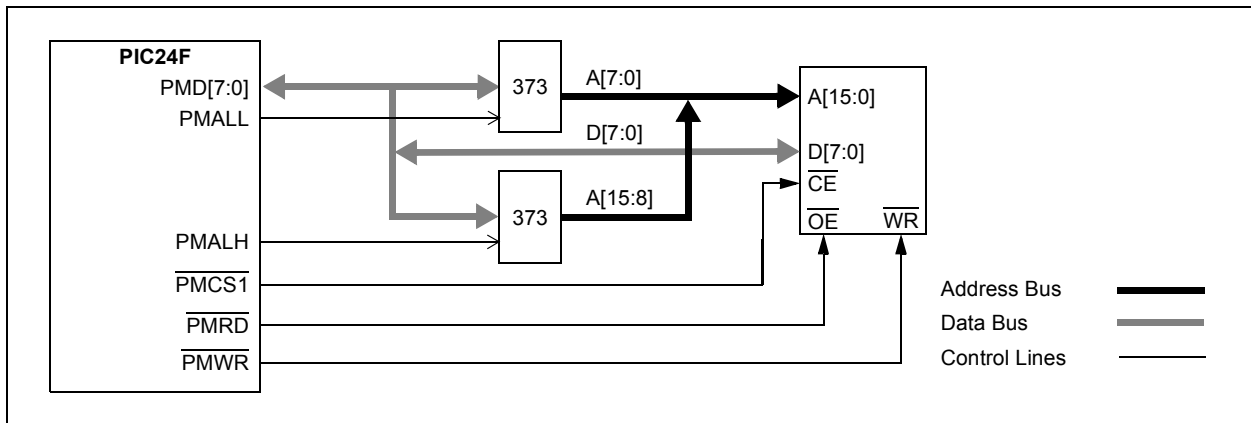 PIC24F
PMD[7:0]
PMALL
373
A[7:0]
A[15:0]
D[7:0]
D[7:0]
CE
373
A[15:8]
OE
WR
PMALH
PMCS1
PMRD
PMWR
Address Bus
Data Bus
Control Lines